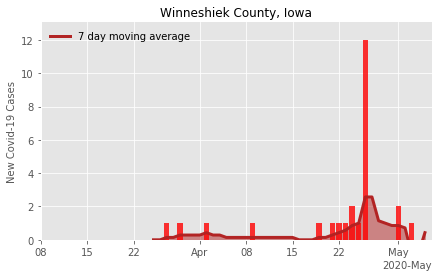 Winneshiek County, Iowa
7 day moving average
New Covid-19 Cases
12
10
8
6
4
2
0
08 15 22 Apr 08 15 22 May
2020-May